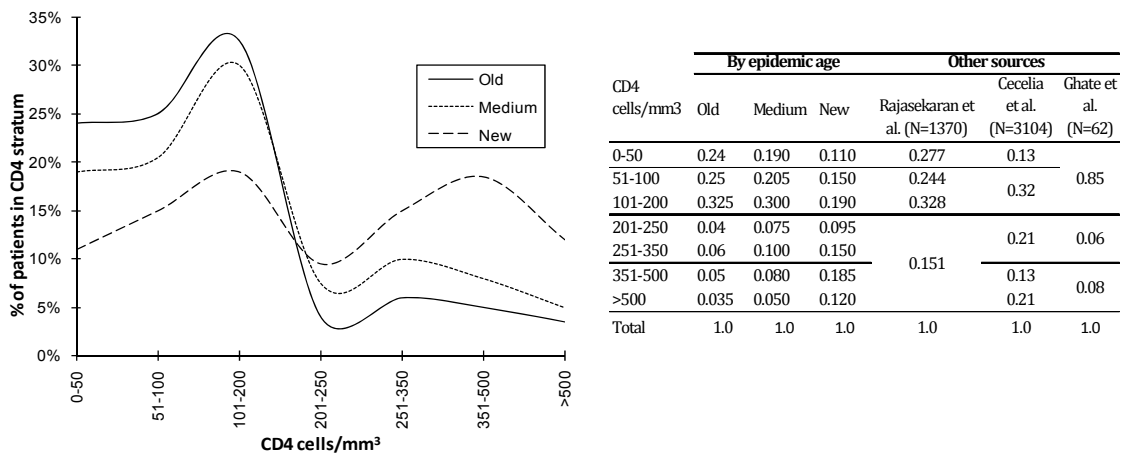 35%
30%
25%
20%
15%
10%
5%
0%
% of patients in CD4 stratum
Old
Medium
New
0-50
51-100
101-200
201-250
251-350
351-500
>500
CD4 cells/mm³
By epidemic age Other sources
CD4 cells/mm3 Old Medium New Rajasekaran et al. (N=1370) Cecelia et al. (N=3104) Ghate et al. (N=62)
0-50 0.24 0.190 0.110 0.277 0.13 0.85
51-100 0.25 0.205 0.150 0.244 0.32
101-200 0.325 0.300 0.190 0.328
201-250 0.04 0.075 0.095 0.151 0.21 0.06
251-350 0.06 0.100 0.150
351-500 0.05 0.080 0.185 0.13 0.08
>500 0.035 0.050 0.120 0.21
Total 1.0 1.0 1.0 1.0 1.0 1.0